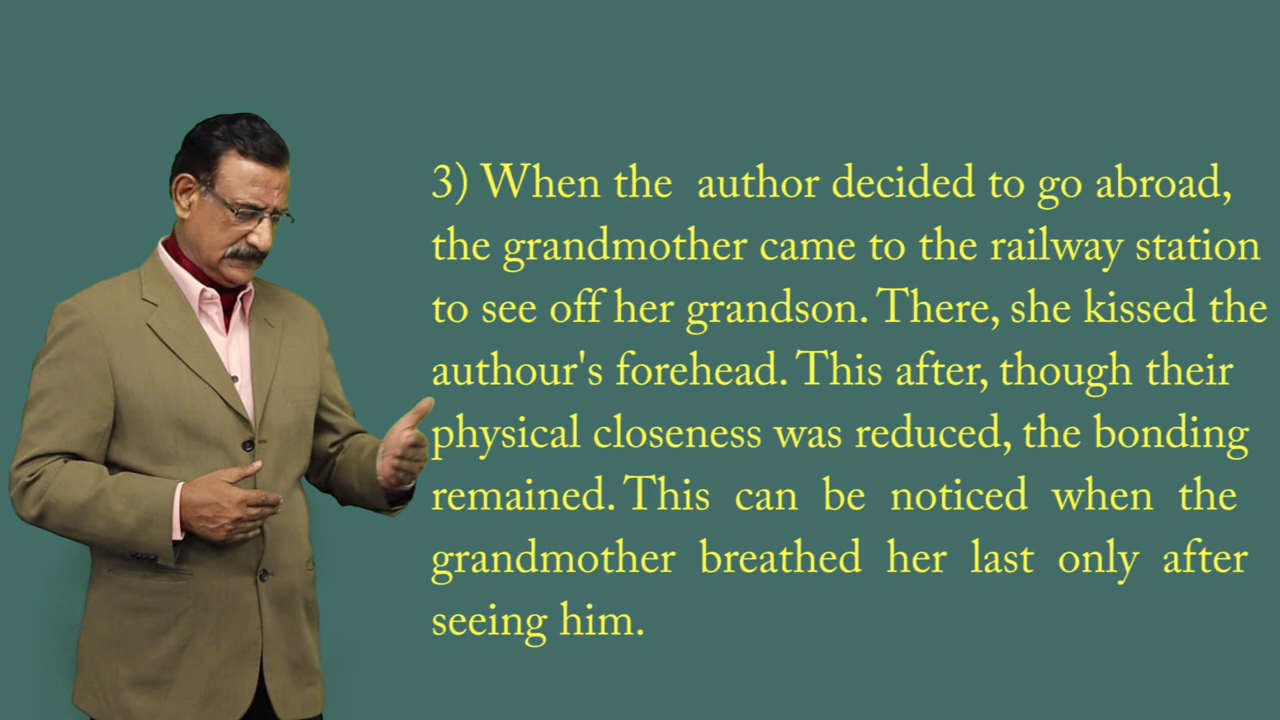 3) When the author decided to go abroad,
the grandmother came to the railway station
to see off her grandson. There, she kissed the
authour's forehead. This after, though their
physical closeness was reduced, the bonding
remained. This can be noticed when the
grandmother breathed her last only after
seeing him.